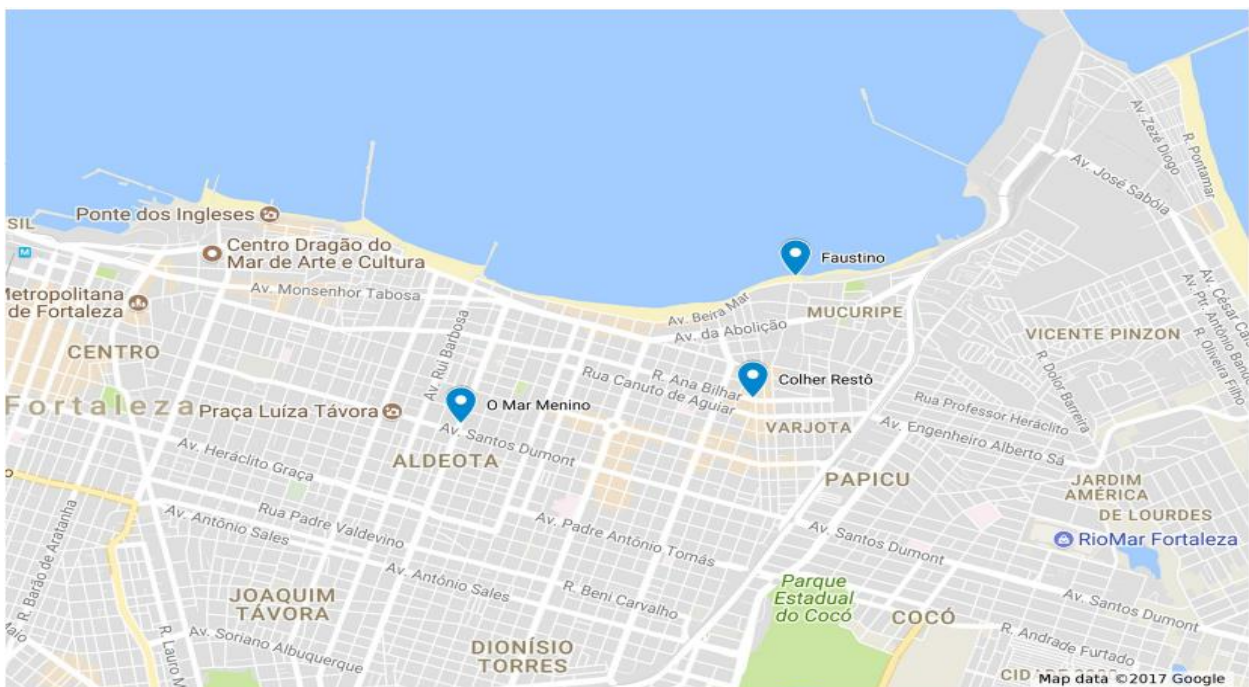 Av. Zezé Diogo
R. Pontamar
Av. José Sabóia
Ponte dos Ingleses
SIL
Centro Dragão do
Mar de Arte e Cultura
Faustino
M
Metropolitana
de Fortaleza
Av. Monsenhor Tabosa
Av. Beira Mar
MUCURIPE
Av. da Abolição
VICENTE PINZON
Av. César Cals
Av. Ptr. Antônio Band
R. Oliveira Filho
CENTRO
Av. Rui Barbosa
R. Ana Bilhar
Colher Restô
Rua Canuto de Aguiar
R. Dolor Barreira
Fortaleza
Praça Luíza Távora
O Mar Menino
Rua Professor Heráclito
VARJOTA
Av. Engenheiro Alberto Sá
Av. Santos Dumont
ALDEOTA
Av. Heráclito Graça
PAPICU
JARDIM
AMÉRICA
DE LOURDES
R. Barão de Aratanha
Av. Antônio Sales
Rua Padre Valdevino
Av. Padre Antônio Tomás
Av. Santos Dumont
RioMar Fortaleza
Av. Antônio Sales
R. Beni Carvalho
Parque
Estadual
do Cocó
JOAQUIM
TÁVORA
COCÓ
Av. Santos Dumont
Maio
R. Lauro M
Av. Soriano Albuquerque
DIONÍSIO
TORRES
R. Andrade Furtado
CID
Map data ©2017 Google